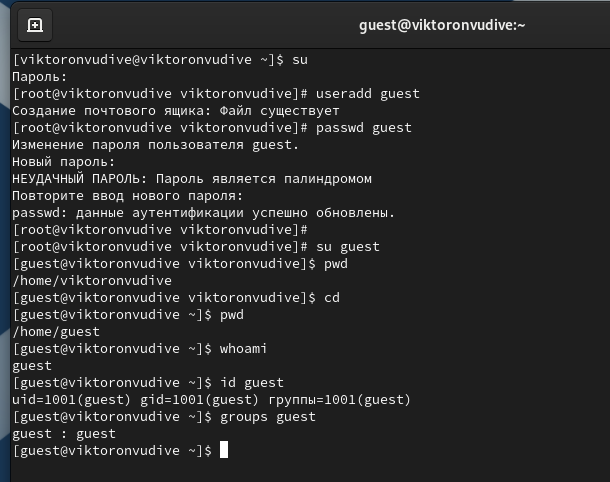 guest@viktoronvudive:~
[viktoronvudive@viktoronvudive ~]$ su
Пароль:
[root@viktoronvudive viktoronvudive]# useradd guest
Создание почтового ящика: Файл существует
[root@viktoronvudive viktoronvudive]# passwd guest
Изменение пароля пользователя guest.
Новый пароль:
НЕУДАЧНЫЙ ПАРОЛЬ: Пароль является палиндромом
Повторите ввод нового пароля:
passwd: данные аутентификации успешно обновлены.
[root@viktoronvudive viktoronvudive]#
[root@viktoronvudive viktoronvudive]# su guest
[guest@viktoronvudive viktoronvudive]$ pwd
/home/viktoronvudive
[guest@viktoronvudive viktoronvudive]$ cd
[guest@viktoronvudive ~]$ pwd
/home/guest
[guest@viktoronvudive ~]$ whoami
guest
[guest@viktoronvudive ~]$ id guest
uid=1001(guest) gid=1001(guest) группы=1001(guest)
[guest@viktoronvudive ~]$ groups guest
guest : guest
[guest@viktoronvudive ~]$